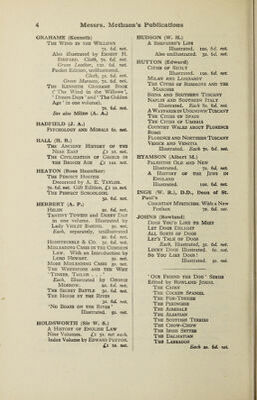 4 Messrs. Methuen's Publications
GRAHAME (Kenneth)
THE WIND IN THE WILLOWS
7s. 6d. net.
Also illustrated by ERNEST H.
SHEPARD. Cloth, 7s. 6d. net.
Green Leather, 12s. 6d. net.
Pocket Edition, unillustrated.
Cloth, 3s. 6d. net.
Green Morocco, 7s. 6d. net.
THE KENNETH GRAHAME BOOK
('The Wind in the Willows',
'Dream Days' and 'The Golden
Age' in one volume).
7s. 6d. net.
See also Milne (A. A.)
HADFIELD (J. A.)
PSYCHOLOGY AND MORALS 6s. net.
HALL (H. R.)
THE ANCIENT HISTORY OF THE
NEAR EAST £1 1s. net.
THE CIVILIZATION OF GREECE IN
THE BRONZE AGE £1 10s. net.
HEATON (Rose Henniker)
THE PERFECT HOSTESS
Decorated by A. E. TAYLOR.
7s. 6d. net. Gift Edition, £1 1s. net.
THE PERFECT SCHOOLGIRL
3s. 6d. net.
HERBERT (A. P.)
HELEN 2s. 6d. net.
TANTIVY TOWERS and DERBY DAY
in one volume. Illustrated by
LADY VIOLET BARING. 5s. net.
Each, separately, unillustrated
2s. 6d. net.
HONEYBUBBLE & CO. 3s. 6d. net.
MISLEADING CASES IN THE COMMON
LAW. With an Introduction by
LORD HEWART. 5s. net.
MORE MISLEADING CASES 5s. net.
THE WHEREFORE AND THE WHY
'TINKER, TAILOR . . .'
Each, Illustrated by GEORGE
MORROW. 2s. 6d. net.
THE SECRET BATTLE 3s. 6d. net.
THE HOUSE BY THE RIVER
3s. 6d. net.
'NO BOATS ON THE RIVER'
Illustrated. 5s. net.
HOLDSWORTH (Sir W. S.)
A HISTORY OF ENGLISH LAW
Nine Volumes. £1 5s. net each.
Index Volume by EDWARD POTTON.
£1 1s. net.
HUDSON (W. H.)
A SHEPHERD'S LIFE
Illustrated. 10s. 6d. net.
Also unillustrated. 3s. 6d. net.
HUTTON (Edward)
CITIES OF SICILY
Illustrated. 10s. 6d. net.
MILAN AND LOMBARDY
THE CITIES OF ROMAGNA AND THE
MARCHES
SIENA AND SOUTHERN TUSCANY
NAPLES AND SOUTHERN ITALY
Illustrated. Each 8s. 6d. net.
A WAYFARER IN UNKNOWN TUSCANY
THE CITIES OF SPAIN
THE CITIES OF UMBRIA
COUNTRY WALKS ABOUT FLORENCE
ROME
FLORENCE AND NORTHERN TUSCANY
VENICE AND VENETIA
Illustrated. Each 7s. 6d. net.
HYAMSON (Albert M.)
PALESTINE OLD AND NEW
Illustrated. 7s. 6d. net.
A HISTORY OF THE JEWS IN
ENGLAND
Illustrated. 10s. 6d. net.
INGE (W. R.), D.D., Dean of St.
Paul's
CHRISTIAN MYSTICISM. With a New
Preface. 7s. 6d. net.
JOHNS (Rowland)
DOGS YOU'D LIKE TO MEET
LET DOGS DELIGHT
ALL SORTS OF DOGS
LET'S TALK OF DOGS
Each, Illustrated, 3s. 6d. net.
LUCKY DOGS Illustrated. 6s. net.
SO YOU LIKE DOGS!
Illustrated. 5s. net.
'OUR FRIEND THE DOG' SERIES
Edited by ROWLAND JOHNS.
THE CAIRN
THE COCKER SPANIEL
THE FOX-TERRIER
THE PEKINGESE
THE AIREDALE
THE ALSATIAN
THE SCOTTISH TERRIER
THE CHOW-CHOW
THE IRISH SETTER
THE DALMATIAN
THE LABRADOR
Each 2s. 6d. net.